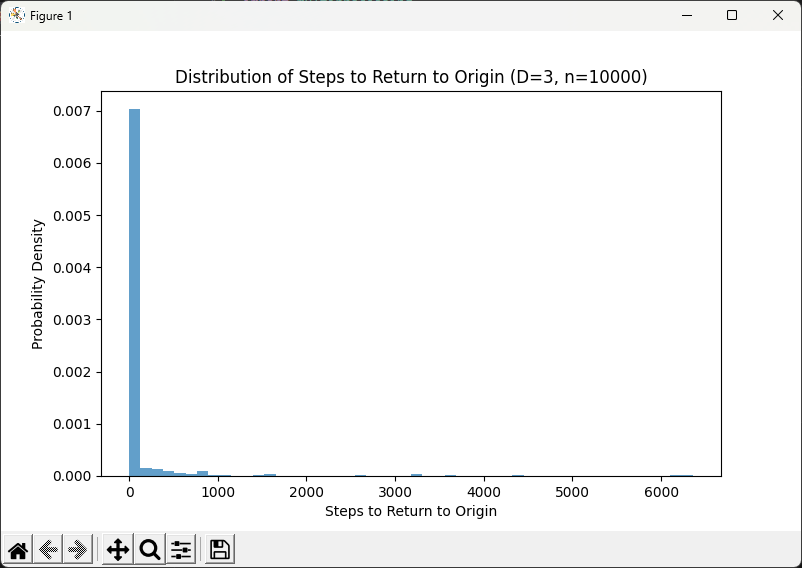 Figure 1
Distribution of Steps to Return to Origin (D=3, n=10000)
0.007
0.006
0.005
0.004
0.003
0.002
0.001
0.000
Probability Density
0 1000 2000 3000 4000 5000 6000
Steps to Return to Origin